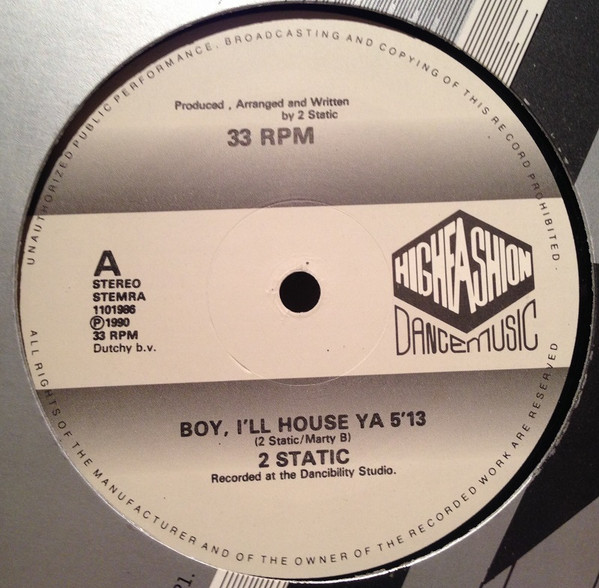 UNAUTHORIZED PUBLIC PERFORMANCE. BROADCASTING AND COPYING OF THIS RECORD PROHIBITED.
Produced, Arranged and Written
by 2 Static
33 RPM
A
STEREO
STEMRA
1101986
Ⓟ1990
33 RPM
Dutchy b.v.
HIGHFASHION
DANCEMUSIC
BOY, I'LL HOUSE YA 5'13
(2 Static/Marty B)
2 STATIC
Recorded at the Dancibility Studio.
ALL RIGHTS OF THE MANUFACTURER AND OF THE OWNER OF THE RECORDED WORK ARE RESERVED